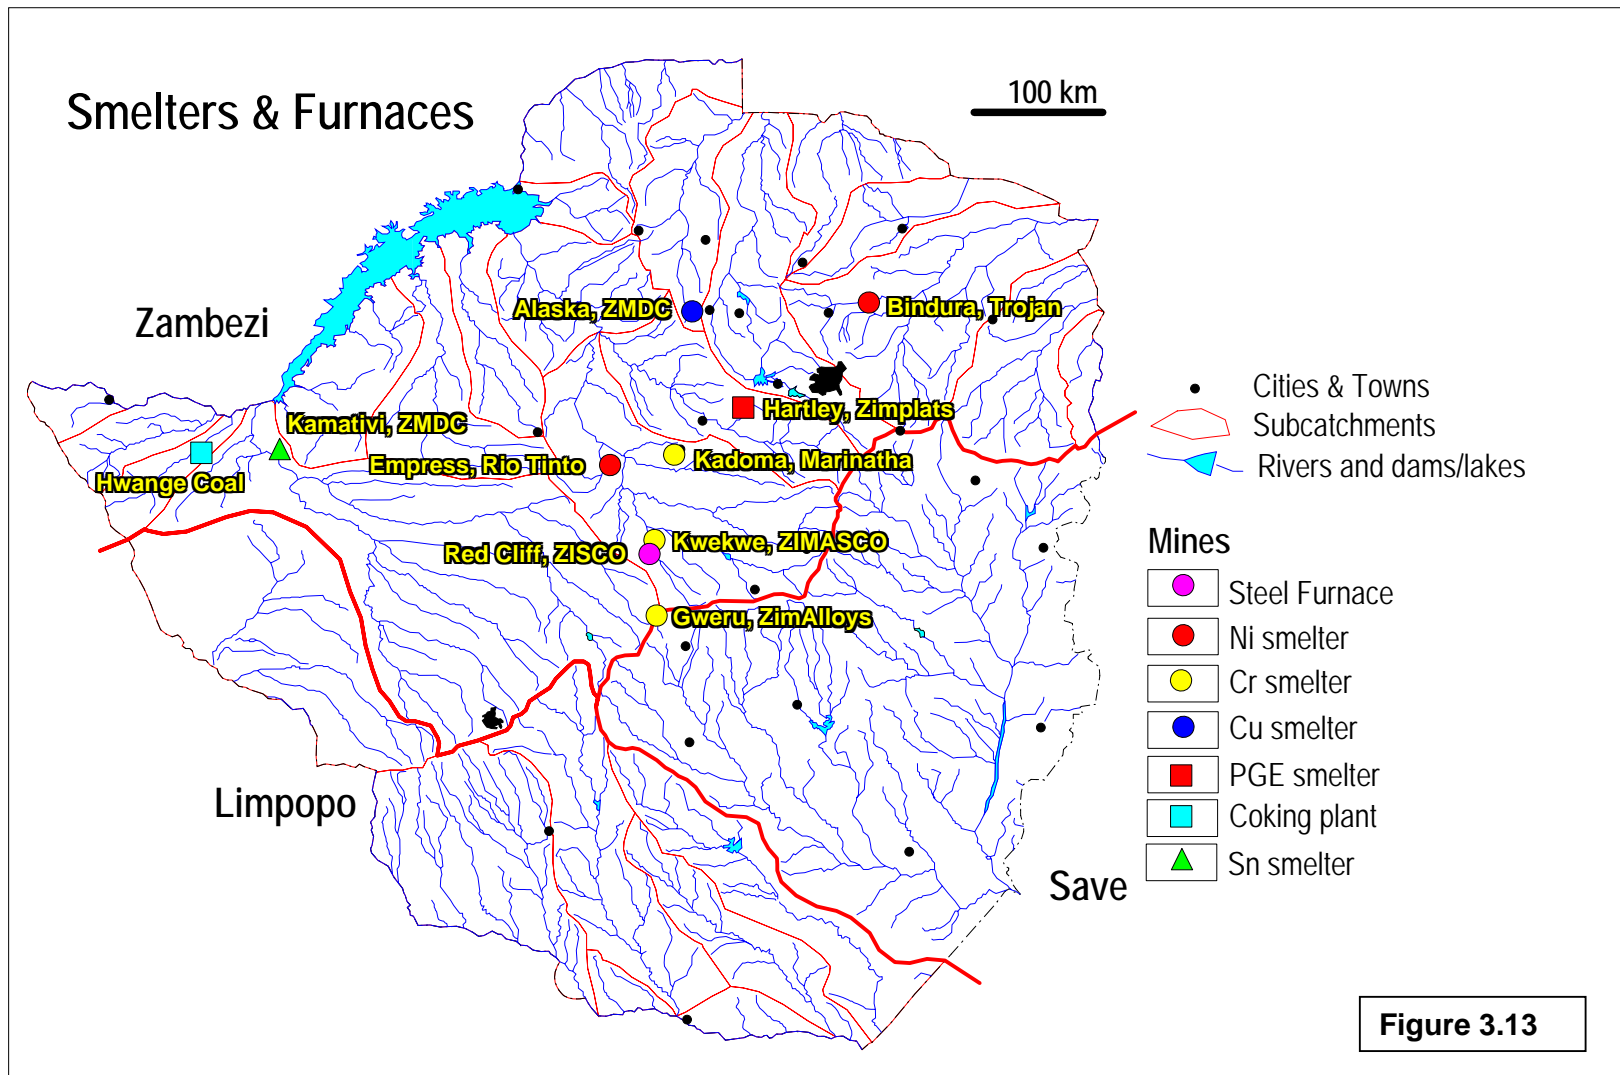 Smelters & Furnaces
100 km
Zambezi
Alaska, ZMDC
Bindura, Trojan
Hartley, Zimplats
Kamativi, ZMDC
Empress, Rio Tinto
Kadoma, Marinatha
Hwange Coal
Red Cliff, ZISCO
Kwekwe, ZIMASCO
Gweru, ZimAlloys
Limpopo
Save
Cities & Towns
Subcatchments
Rivers and dams/lakes
Mines
Steel Furnace
Ni smelter
Cr smelter
Cu smelter
PGE smelter
Coking plant
Sn smelter
Figure 3.13